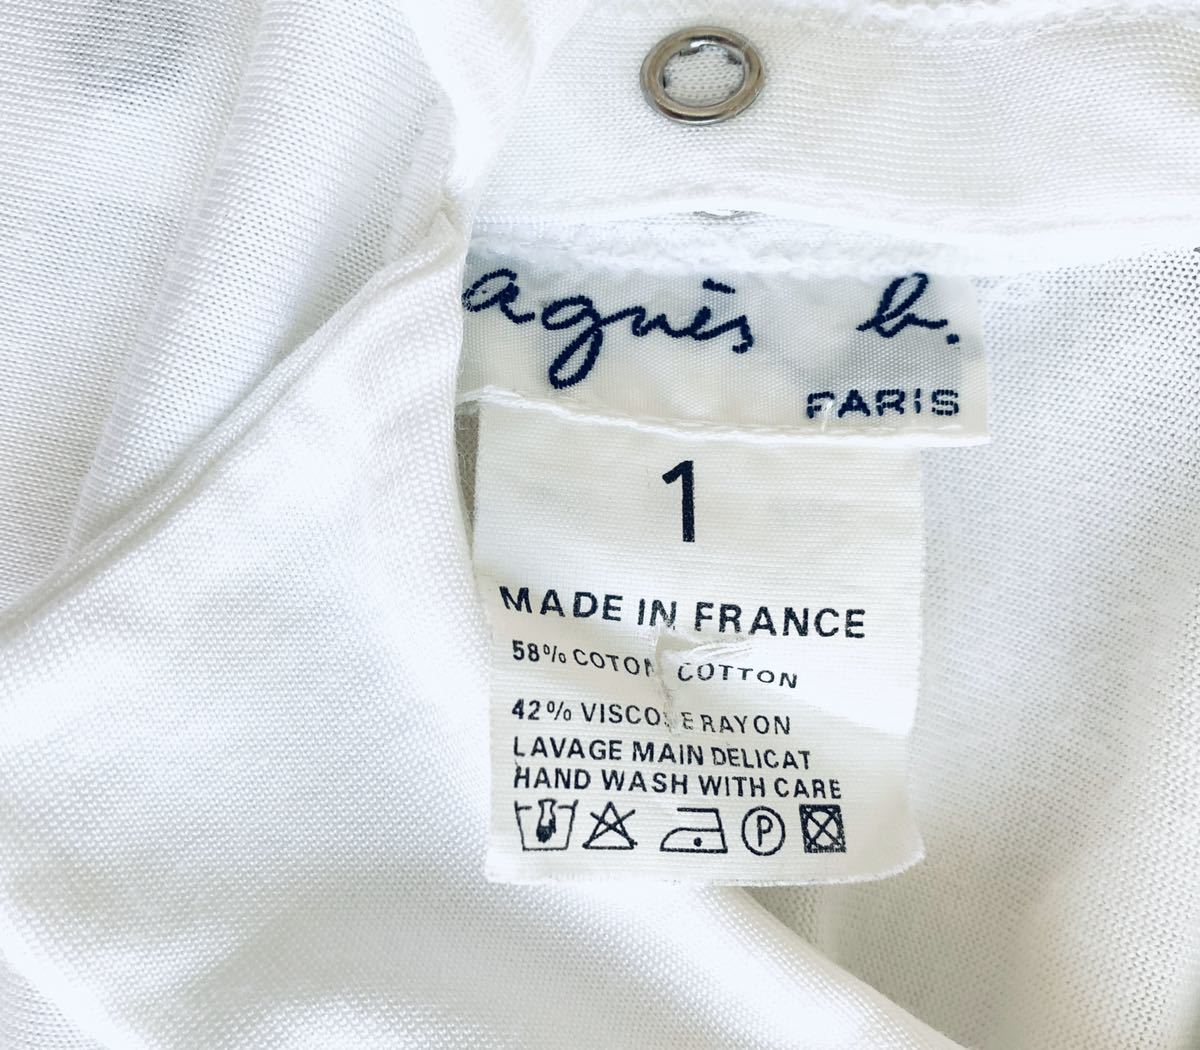 agnès b.
PARIS
1
MADE IN FRANCE
58% COTON COTTON
42% VISCOSE RAYON
LAVAGE MAIN DELICAT
HAND WASH WITH CARE
P